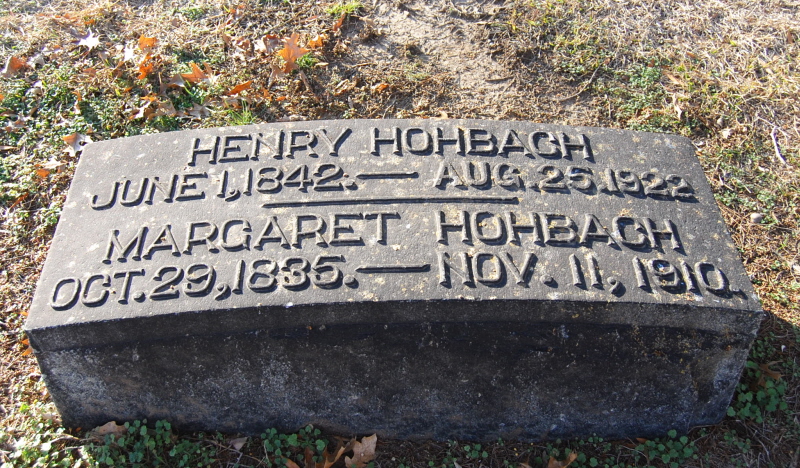 HENRY HOHBACH
JUNE 1, 1842. — AUG. 25. 1922
MARGARET HOHBACH
OCT. 29, 1835. — NOV. 11, 1910.